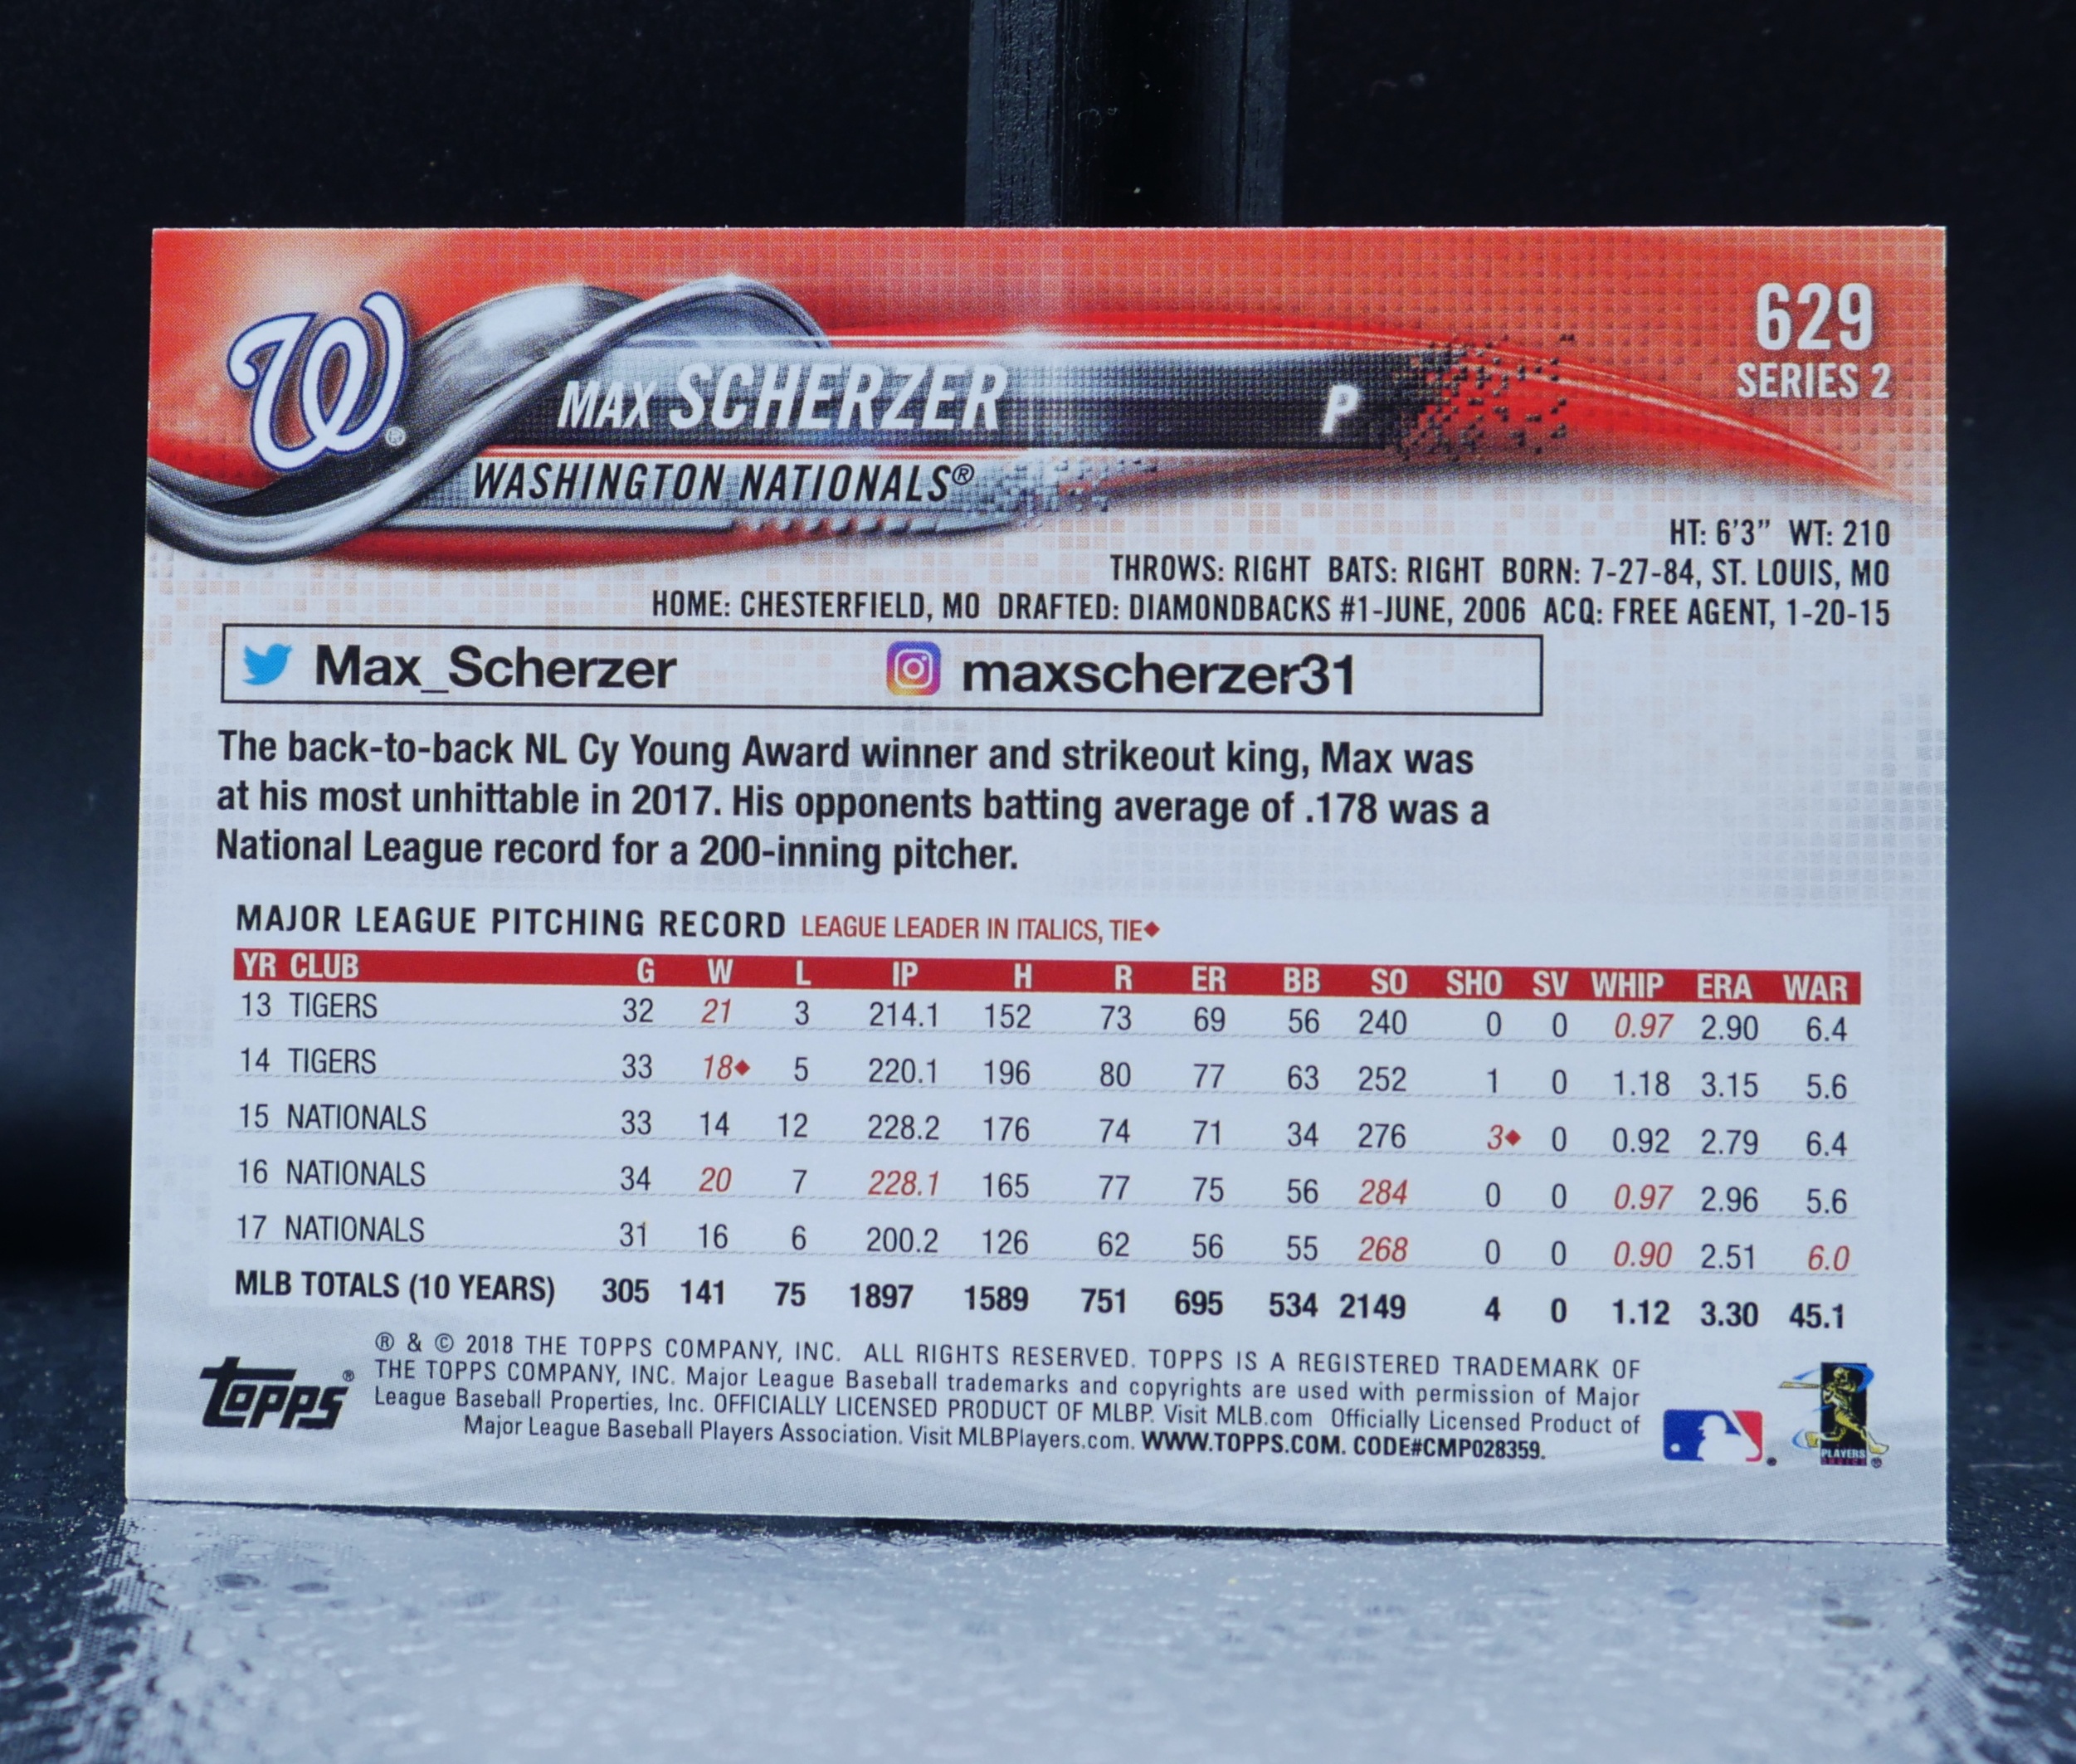 W®
629
SERIES 2
MAX SCHERZER P
WASHINGTON NATIONALS®
HT: 6'3" WT: 210
THROWS: RIGHT BATS: RIGHT BORN: 7-27-84, ST. LOUIS, MO
HOME: CHESTERFIELD, MO DRAFTED: DIAMONDBACKS #1-JUNE, 2006 ACQ: FREE AGENT, 1-20-15
Max_Scherzer maxscherzer31
The back-to-back NL Cy Young Award winner and strikeout king, Max was
at his most unhittable in 2017. His opponents batting average of .178 was a
National League record for a 200-inning pitcher.
MAJOR LEAGUE PITCHING RECORD LEAGUE LEADER IN ITALICS, TIE◆
YR CLUB G W L IP H R ER BB SO SHO SV WHIP ERA WAR
13 TIGERS 32 21 3 214.1 152 73 69 56 240 0 0 0.97 2.90 6.4
14 TIGERS 33 18◆ 5 220.1 196 80 77 63 252 1 0 1.18 3.15 5.6
15 NATIONALS 33 14 12 228.2 176 74 71 34 276 3◆ 0 0.92 2.79 6.4
16 NATIONALS 34 20 7 228.1 165 77 75 56 284 0 0 0.97 2.96 5.6
17 NATIONALS 31 16 6 200.2 126 62 56 55 268 0 0 0.90 2.51 6.0
MLB TOTALS (10 YEARS) 305 141 75 1897 1589 751 695 534 2149 4 0 1.12 3.30 45.1
® & © 2018 THE TOPPS COMPANY, INC. ALL RIGHTS RESERVED. TOPPS IS A REGISTERED TRADEMARK OF
THE TOPPS COMPANY, INC. Major League Baseball trademarks and copyrights are used with permission of Major
League Baseball Properties, Inc. OFFICIALLY LICENSED PRODUCT OF MLBP. Visit MLB.com Officially Licensed Product of
Major League Baseball Players Association. Visit MLBPlayers.com. WWW.TOPPS.COM. CODE#CMP028359.
TOPPS®
PLAYERS
CHOICE®